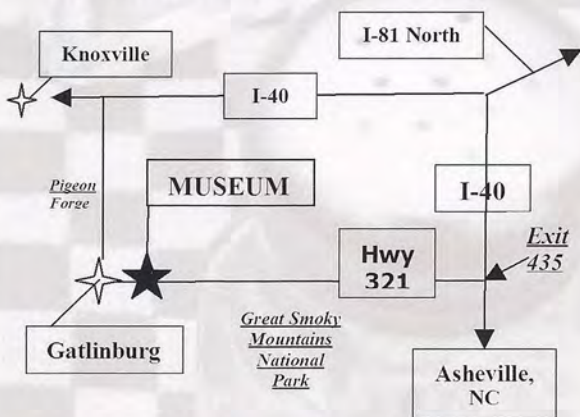 I-81 North
Knoxville
I-40
Pigeon
Forge
MUSEUM
I-40
Exit
435
Hwy
321
Gatlinburg
Great Smoky
Mountains
National
Park
Asheville,
NC